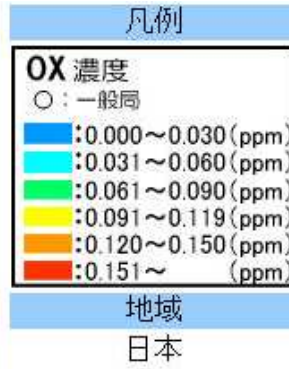 凡例
OX 濃度
○：一般局
:0.000～0.030(ppm)
:0.031～0.060(ppm)
:0.061～0.090(ppm)
:0.091～0.119(ppm)
:0.120～0.150(ppm)
:0.151～ (ppm)
地域
日本